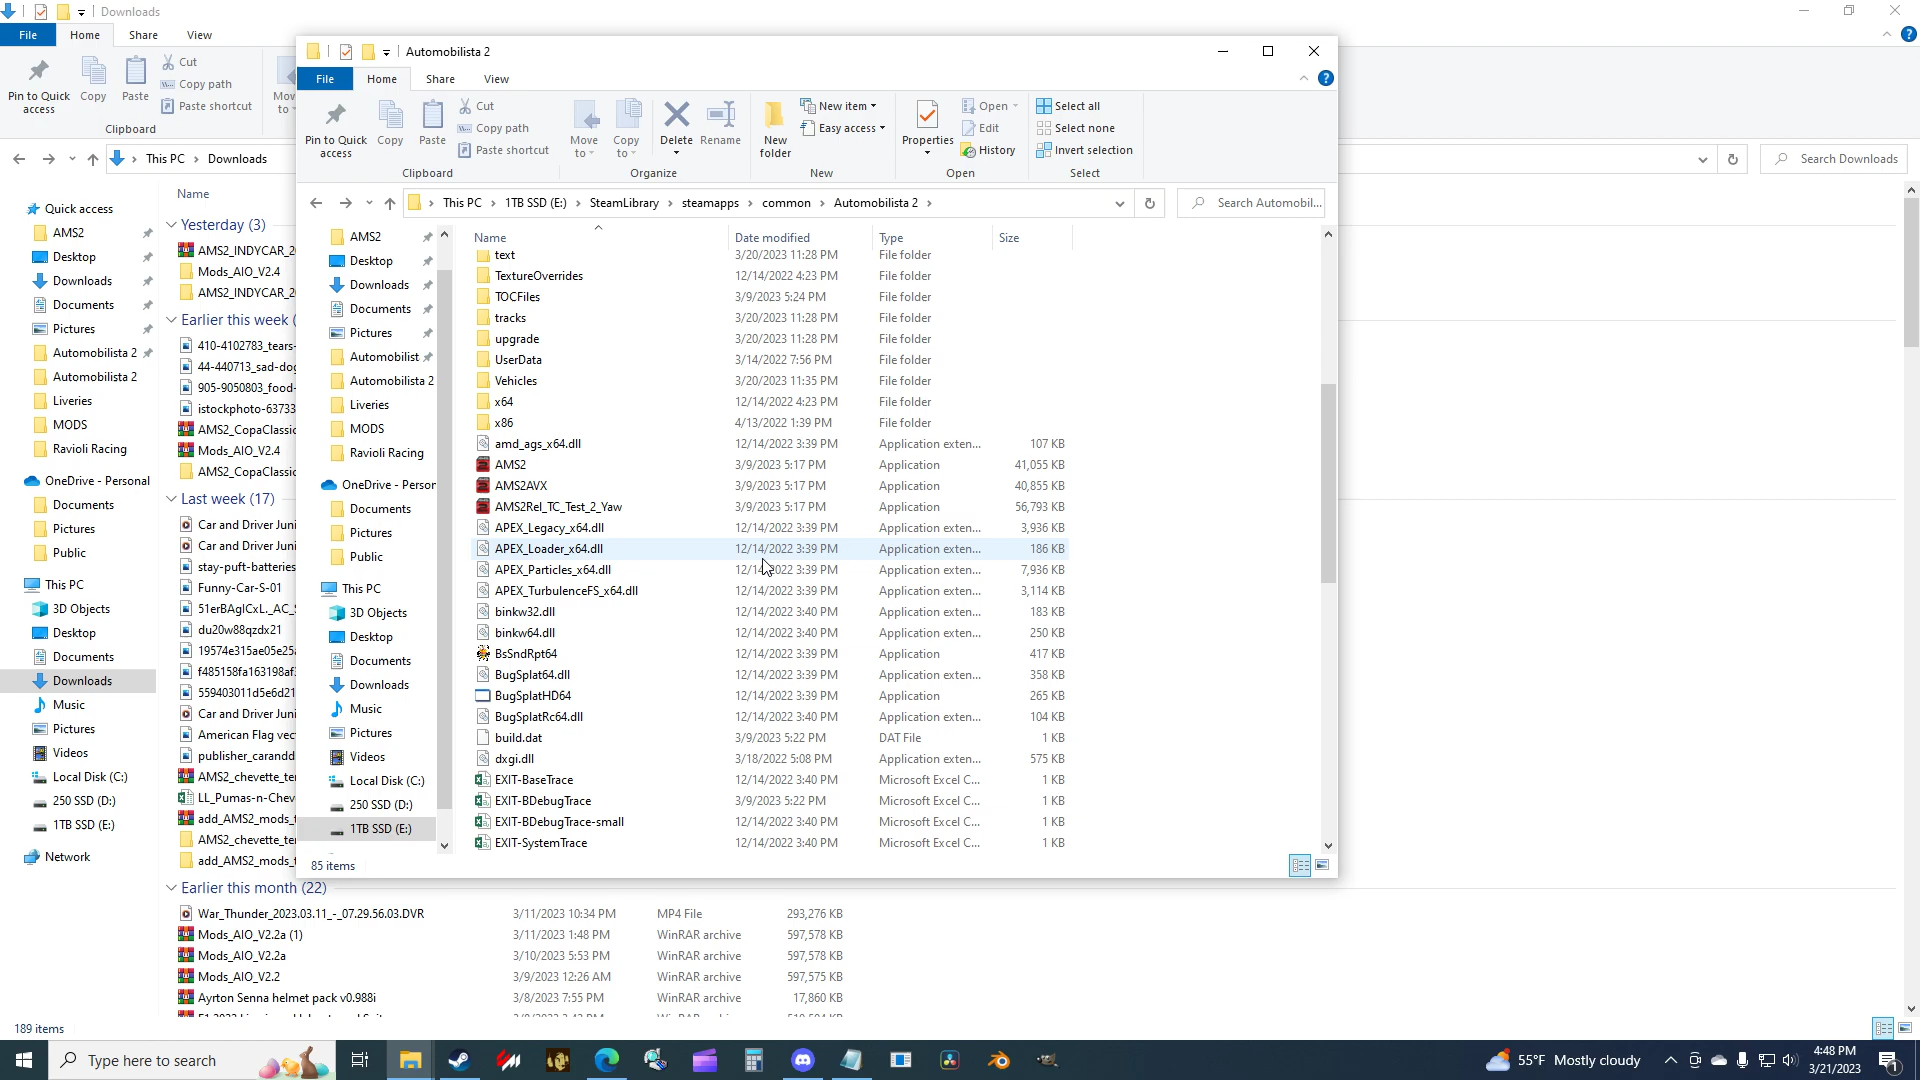 Downloads
File Home Share View
Pin to Quick access
Copy
Paste
Cut
Copy path
Paste shortcut
Clipboard
This PC > Downloads
Search Downloads
Name
Quick access
AMS2
Desktop
Downloads
Documents
Pictures
Automobilista 2
Automobilista 2
Liveries
MODS
Ravioli Racing
OneDrive - Personal
Documents
Pictures
Public
This PC
3D Objects
Desktop
Documents
Downloads
Music
Pictures
Videos
Local Disk (C:)
250 SSD (D:)
1TB SSD (E:)
Network
Yesterday (3)
Mods_AIO_V2.4
Earlier this week (
Mods_AIO_V2.4
Last week (17)
Funny-Car-S-01
du20w88qzdx21
Earlier this month (22)
War_Thunder_2023.03.11_-_07.29.56.03.DVR 3/11/2023 10:34 PM MP4 File 293,276 KB
Mods_AIO_V2.2a (1) 3/11/2023 1:48 PM WinRAR archive 597,578 KB
Mods_AIO_V2.2a 3/10/2023 5:53 PM WinRAR archive 597,578 KB
Mods_AIO_V2.2 3/9/2023 12:26 AM WinRAR archive 597,575 KB
Ayrton Senna helmet pack v0.988i 3/8/2023 7:55 PM WinRAR archive 17,860 KB
189 items
Automobilista 2
File Home Share View
Pin to Quick access
Copy
Paste
Cut
Copy path
Paste shortcut
Clipboard
Move to
Copy to
Delete
Rename
Organize
New folder
New item
Easy access
New
Properties
Open
Edit
History
Open
Select all
Select none
Invert selection
Select
This PC > 1TB SSD (E:) > SteamLibrary > steamapps > common > Automobilista 2 >
Search Automobil...
AMS2
Desktop
Downloads
Documents
Pictures
Automobilist
Automobilista 2
Liveries
MODS
Ravioli Racing
OneDrive - Person
Documents
Pictures
Public
This PC
3D Objects
Desktop
Documents
Downloads
Music
Pictures
Videos
Local Disk (C:)
250 SSD (D:)
1TB SSD (E:)
Name Date modified Type Size
text 3/20/2023 11:28 PM File folder
TextureOverrides 12/14/2022 4:23 PM File folder
TOCFiles 3/9/2023 5:24 PM File folder
tracks 3/20/2023 11:28 PM File folder
upgrade 3/20/2023 11:28 PM File folder
UserData 3/14/2022 7:56 PM File folder
Vehicles 3/20/2023 11:35 PM File folder
x64 12/14/2022 4:23 PM File folder
x86 4/13/2022 1:39 PM File folder
amd_ags_x64.dll 12/14/2022 3:39 PM Application exten... 107 KB
AMS2 3/9/2023 5:17 PM Application 41,055 KB
AMS2AVX 3/9/2023 5:17 PM Application 40,855 KB
AMS2Rel_TC_Test_2_Yaw 3/9/2023 5:17 PM Application 56,793 KB
APEX_Legacy_x64.dll 12/14/2022 3:39 PM Application exten... 3,936 KB
APEX_Loader_x64.dll 12/14/2022 3:39 PM Application exten... 186 KB
APEX_Particles_x64.dll 12/14/2022 3:39 PM Application exten... 7,936 KB
APEX_TurbulenceFS_x64.dll 12/14/2022 3:39 PM Application exten... 3,114 KB
binkw32.dll 12/14/2022 3:40 PM Application exten... 183 KB
binkw64.dll 12/14/2022 3:40 PM Application exten... 250 KB
BsSndRpt64 12/14/2022 3:39 PM Application 417 KB
BugSplat64.dll 12/14/2022 3:39 PM Application exten... 358 KB
BugSplatHD64 12/14/2022 3:39 PM Application 265 KB
BugSplatRc64.dll 12/14/2022 3:40 PM Application exten... 104 KB
build.dat 3/9/2023 5:22 PM DAT File 1 KB
dxgi.dll 3/18/2022 5:08 PM Application exten... 575 KB
EXIT-BaseTrace 12/14/2022 3:40 PM Microsoft Excel C... 1 KB
EXIT-BDebugTrace 3/9/2023 5:22 PM Microsoft Excel C... 1 KB
EXIT-BDebugTrace-small 12/14/2022 3:40 PM Microsoft Excel C... 1 KB
EXIT-SystemTrace 12/14/2022 3:40 PM Microsoft Excel C... 1 KB
85 items
Type here to search
55°F Mostly cloudy
4:48 PM
3/21/2023
1